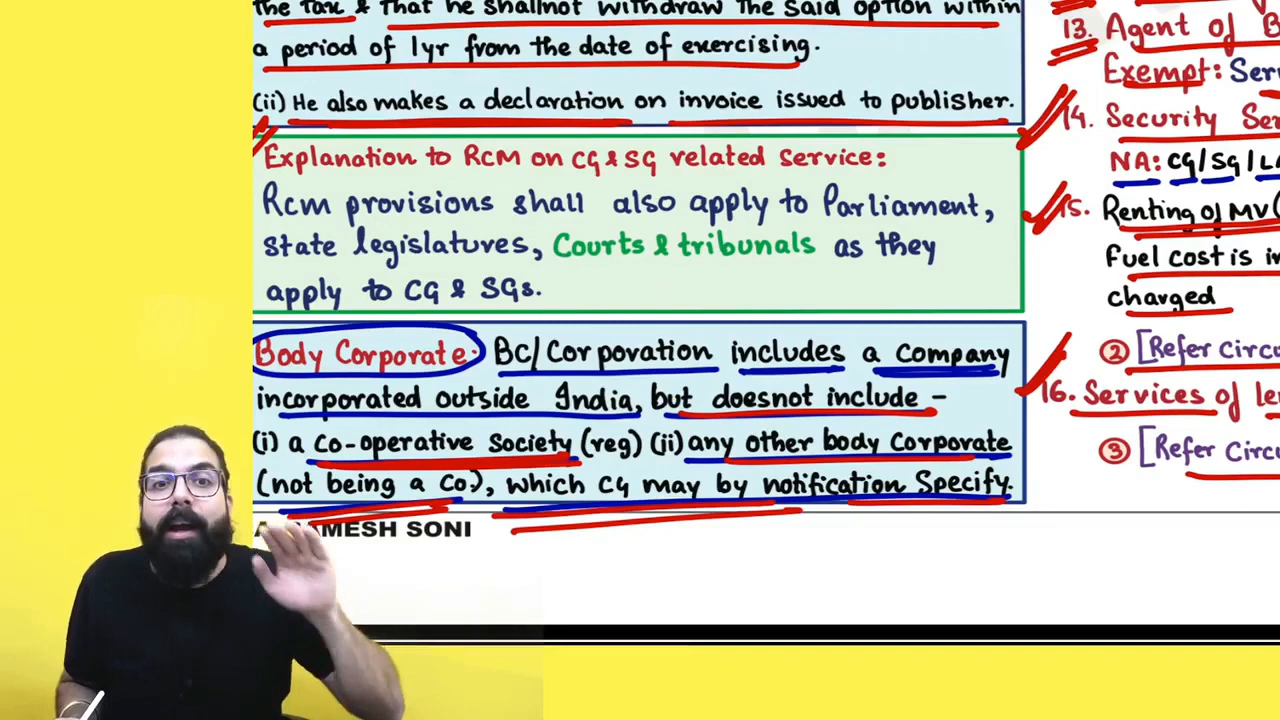 the tax & that he shallnot withdraw the said option within
a period of 1yr from the date of exercising.
(ii) He also makes a declaration on invoice issued to publisher.
Explanation to RCM on CG & SG related service:
Rcm provisions shall also apply to Parliament,
State legislatures, Courts & tribunals as they
apply to CG & SGs.
Body Corporate. BC/Corporation includes a company
incorporated outside India, but doesnot include -
(i) a Co-operative Society (reg) (ii) any other body Corporate
(not being a Co.), which CG may by notification Specify.
MESH SONI
13. Agent of
Exempt:
14. Security
NA: CG/SG/
15. Renting of MV(
Fuel cost is
charged
② [Refer
16. Services of
③ [Refer